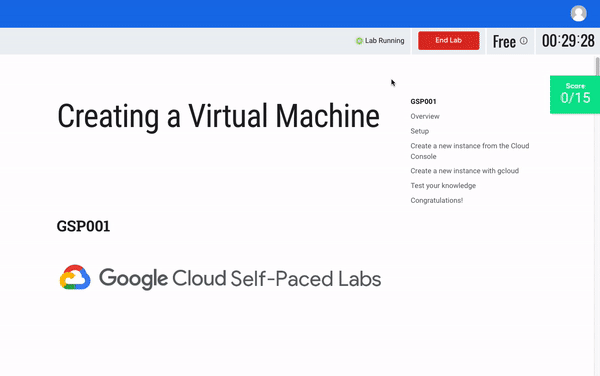 Lab Running
End Lab
Free
00:29:28
Score
0/15
Creating a Virtual Machine
GSP001
Overview
Setup
Create a new instance from the Cloud
Console
Create a new instance with gcloud
Test your knowledge
Congratulations!
GSP001
Google Cloud Self-Paced Labs